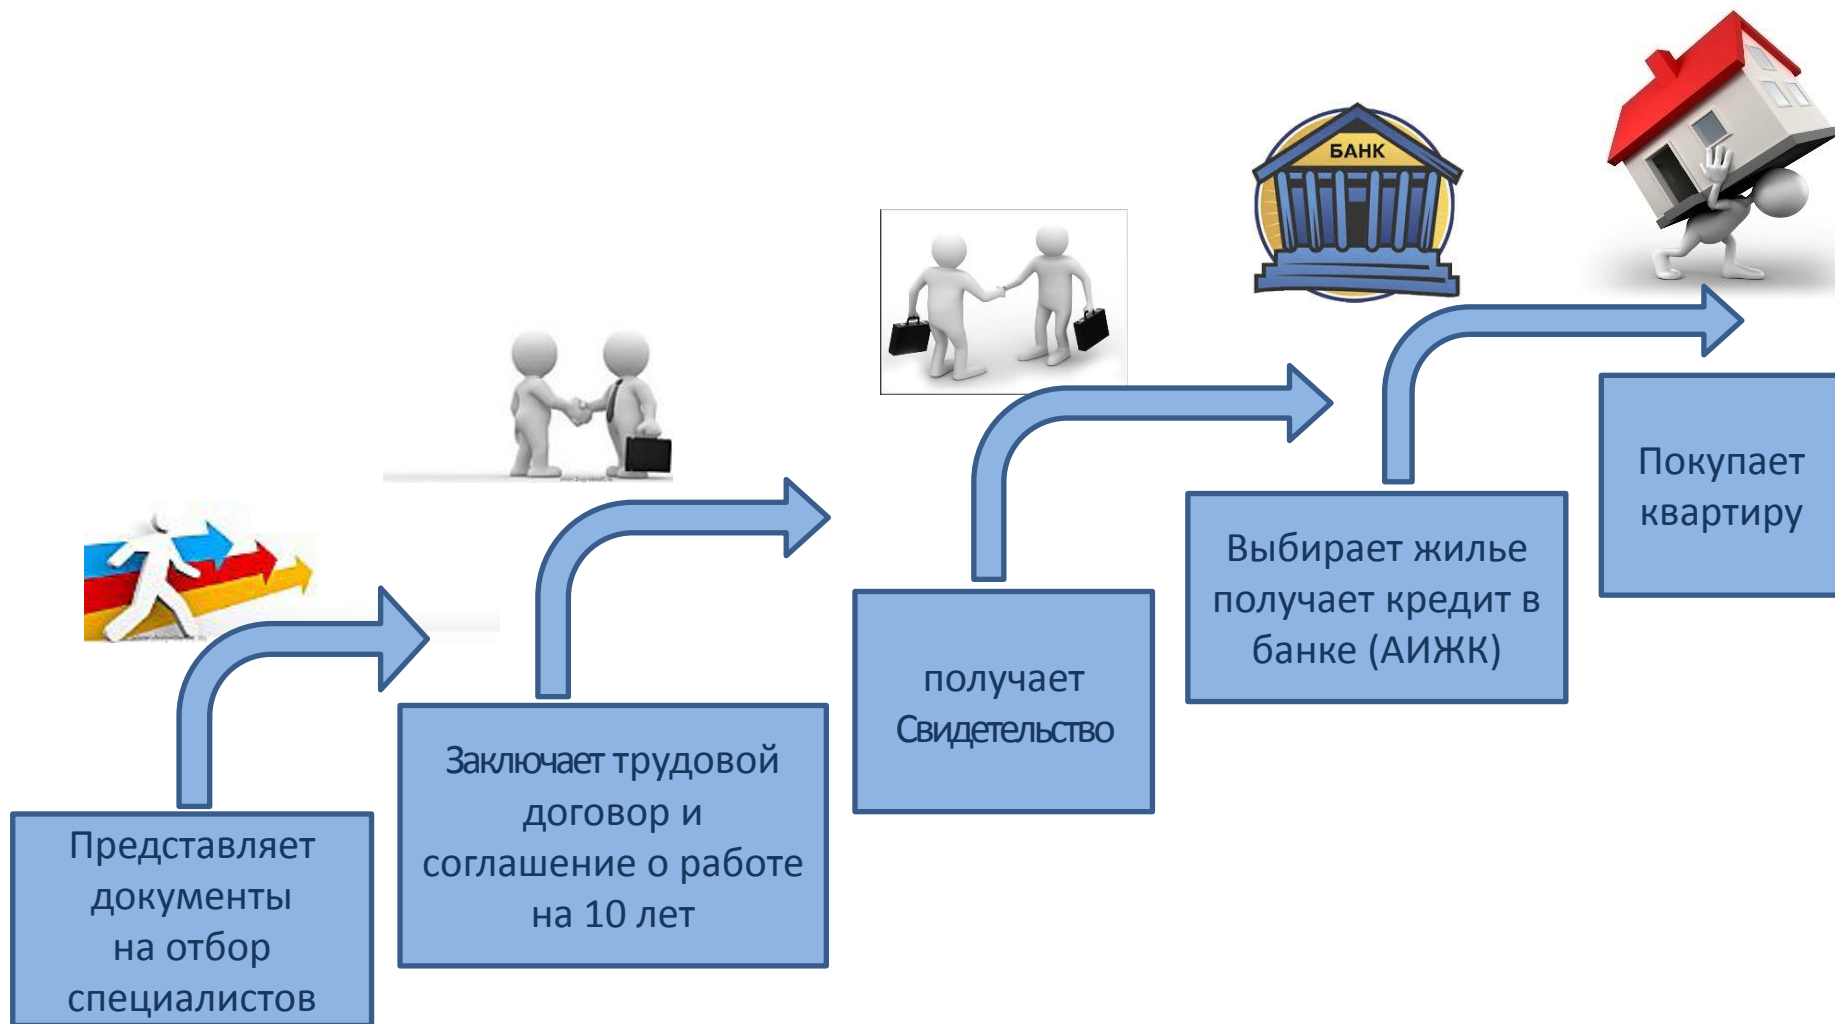 БАНК
Представляет
документы
на отбор
специалистов
Заключает трудовой
договор и
соглашение о работе
на 10 лет
получает
Свидетельство
Выбирает жилье
получает кредит в
банке (АИЖК)
Покупает
квартиру